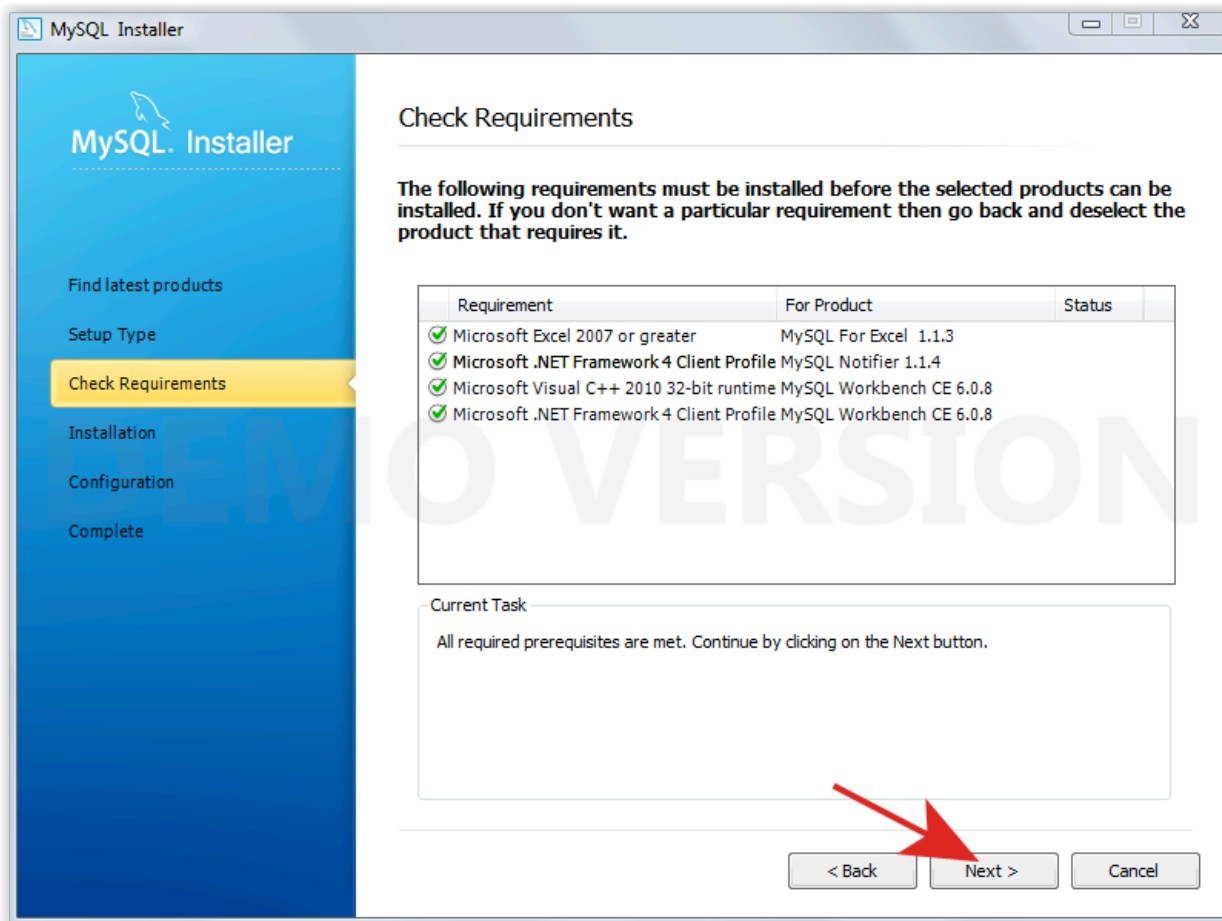 MySQL Installer
MySQL. Installer
Find latest products
Setup Type
Check Requirements
Installation
Configuration
Complete
Check Requirements
The following requirements must be installed before the selected products can be
installed. If you don't want a particular requirement then go back and deselect the
product that requires it.
Requirement For Product Status
Microsoft Excel 2007 or greater MySQL For Excel 1.1.3
Microsoft .NET Framework 4 Client Profile MySQL Notifier 1.1.4
Microsoft Visual C++ 2010 32-bit runtime MySQL Workbench CE 6.0.8
Microsoft .NET Framework 4 Client Profile MySQL Workbench CE 6.0.8
DEMO VERSION
Current Task
All required prerequisites are met. Continue by clicking on the Next button.
< Back Next > Cancel